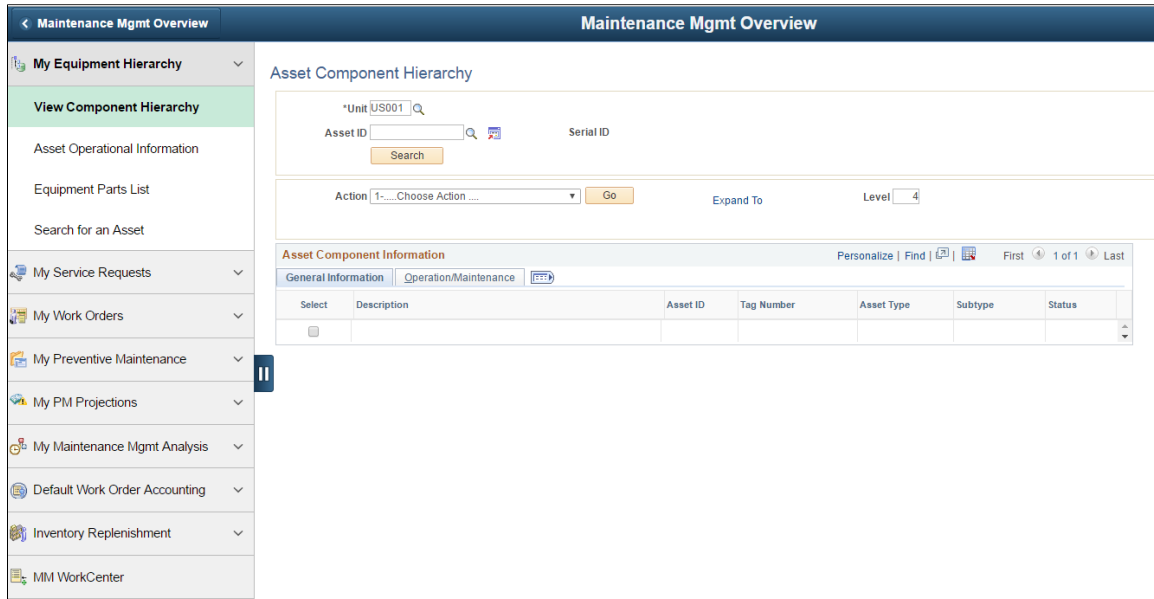 Maintenance Mgmt Overview
Maintenance Mgmt Overview
My Equipment Hierarchy
View Component Hierarchy
Asset Operational Information
Equipment Parts List
Search for an Asset
My Service Requests
My Work Orders
My Preventive Maintenance
My PM Projections
My Maintenance Mgmt Analysis
Default Work Order Accounting
Inventory Replenishment
MM WorkCenter
Asset Component Hierarchy
*Unit US001
Asset ID Serial ID
Search
Action 1-.....Choose Action .... Go Expand To Level 4
Asset Component Information Personalize | Find | | First 1 of 1 Last
General Information Operation/Maintenance
Select Description Asset ID Tag Number Asset Type Subtype Status